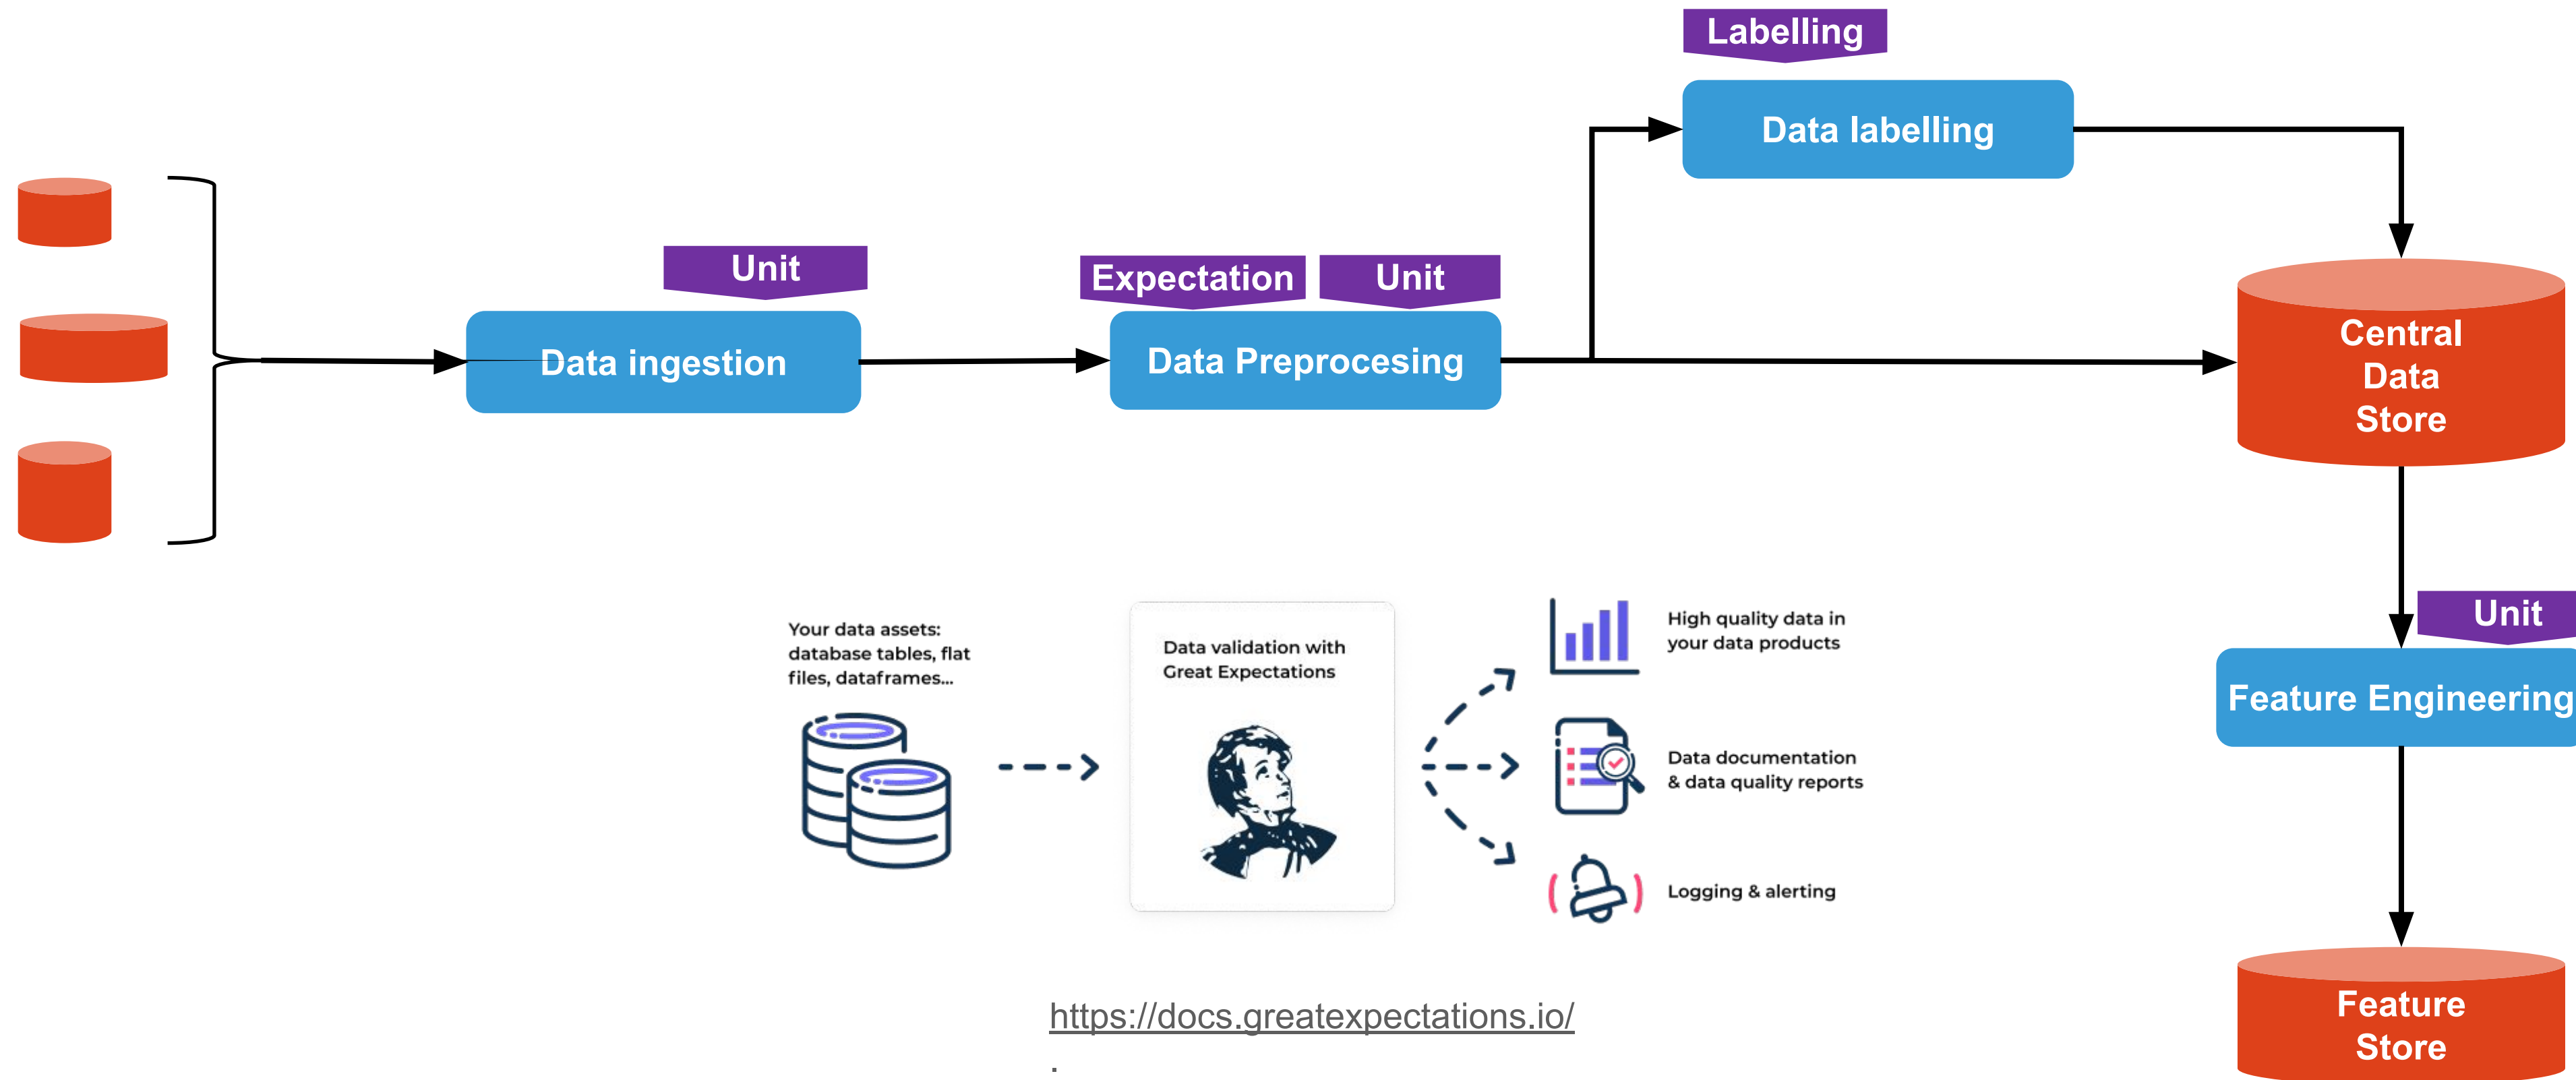 Labelling
Data labelling
Unit
Expectation
Unit
Data ingestion
Data Preprocesing
Central
Data
Store
Unit
Feature Engineering
Feature
Store
Your data assets:
database tables, flat
files, dataframes...
Data validation with
Great Expectations
High quality data in
your data products
Data documentation
& data quality reports
Logging & alerting
https://docs.greatexpectations.io/
.